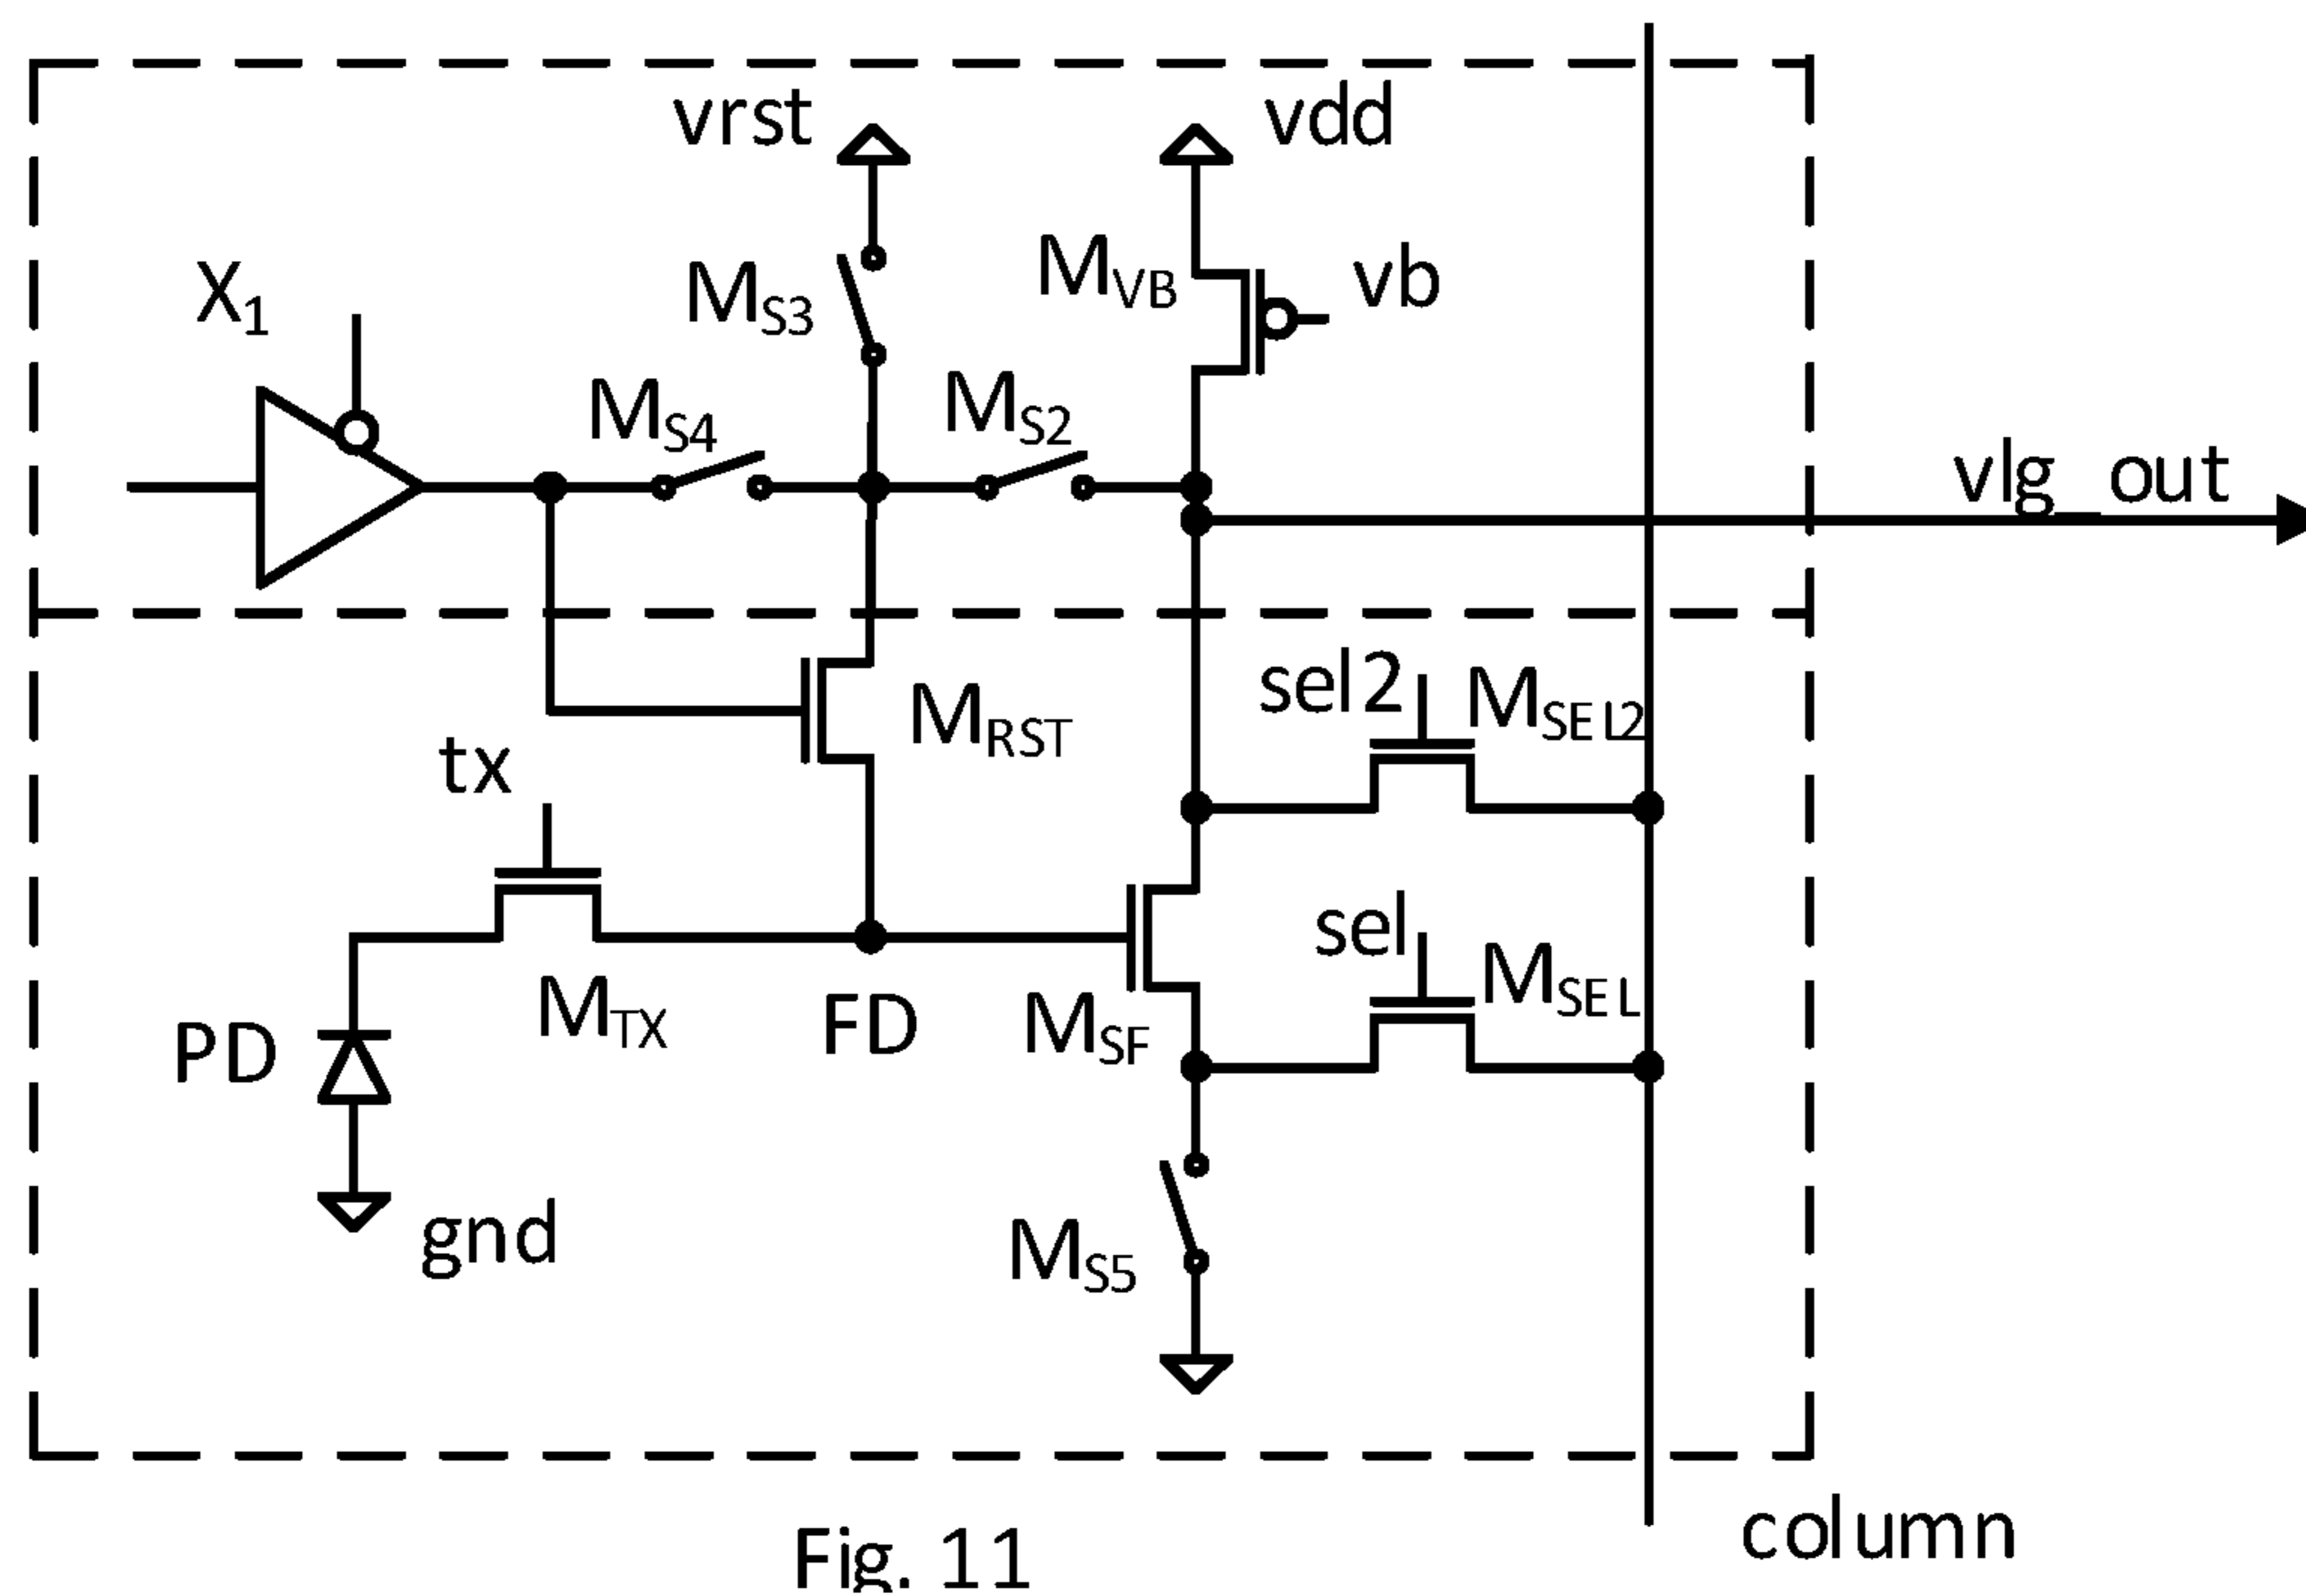 vrst
vdd
X1
MS3
MVB
vb
MS4
MS2
vlg_out
sel2
MSEL2
MRST
tx
sel
MSEL
MTX
FD
MSF
PD
gnd
MS5
column
Fig. 11